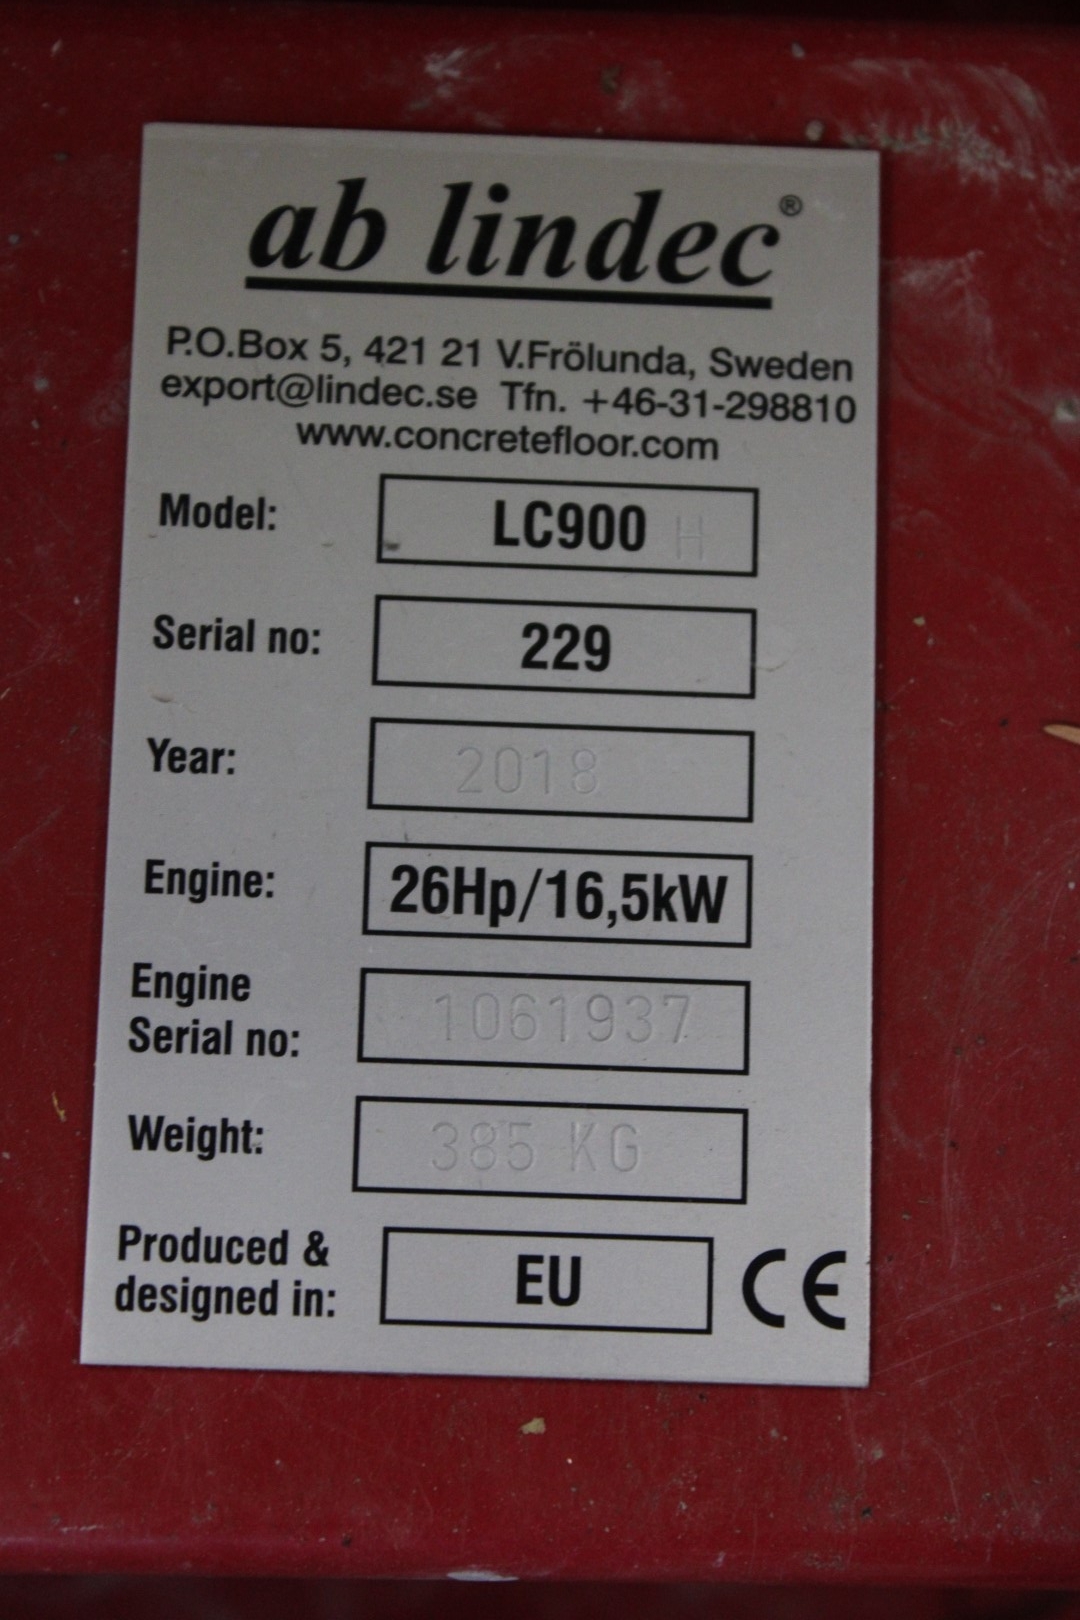 ab lindec®
P.O.Box 5, 421 21 V.Frölunda, Sweden
export@lindec.se Tfn. +46-31-298810
www.concretefloor.com
Model: LC900 H
Serial no: 229
Year: 2018
Engine: 26Hp/16,5kW
Engine
Serial no: 1061937
Weight: 385 KG
Produced &
designed in: EU CE